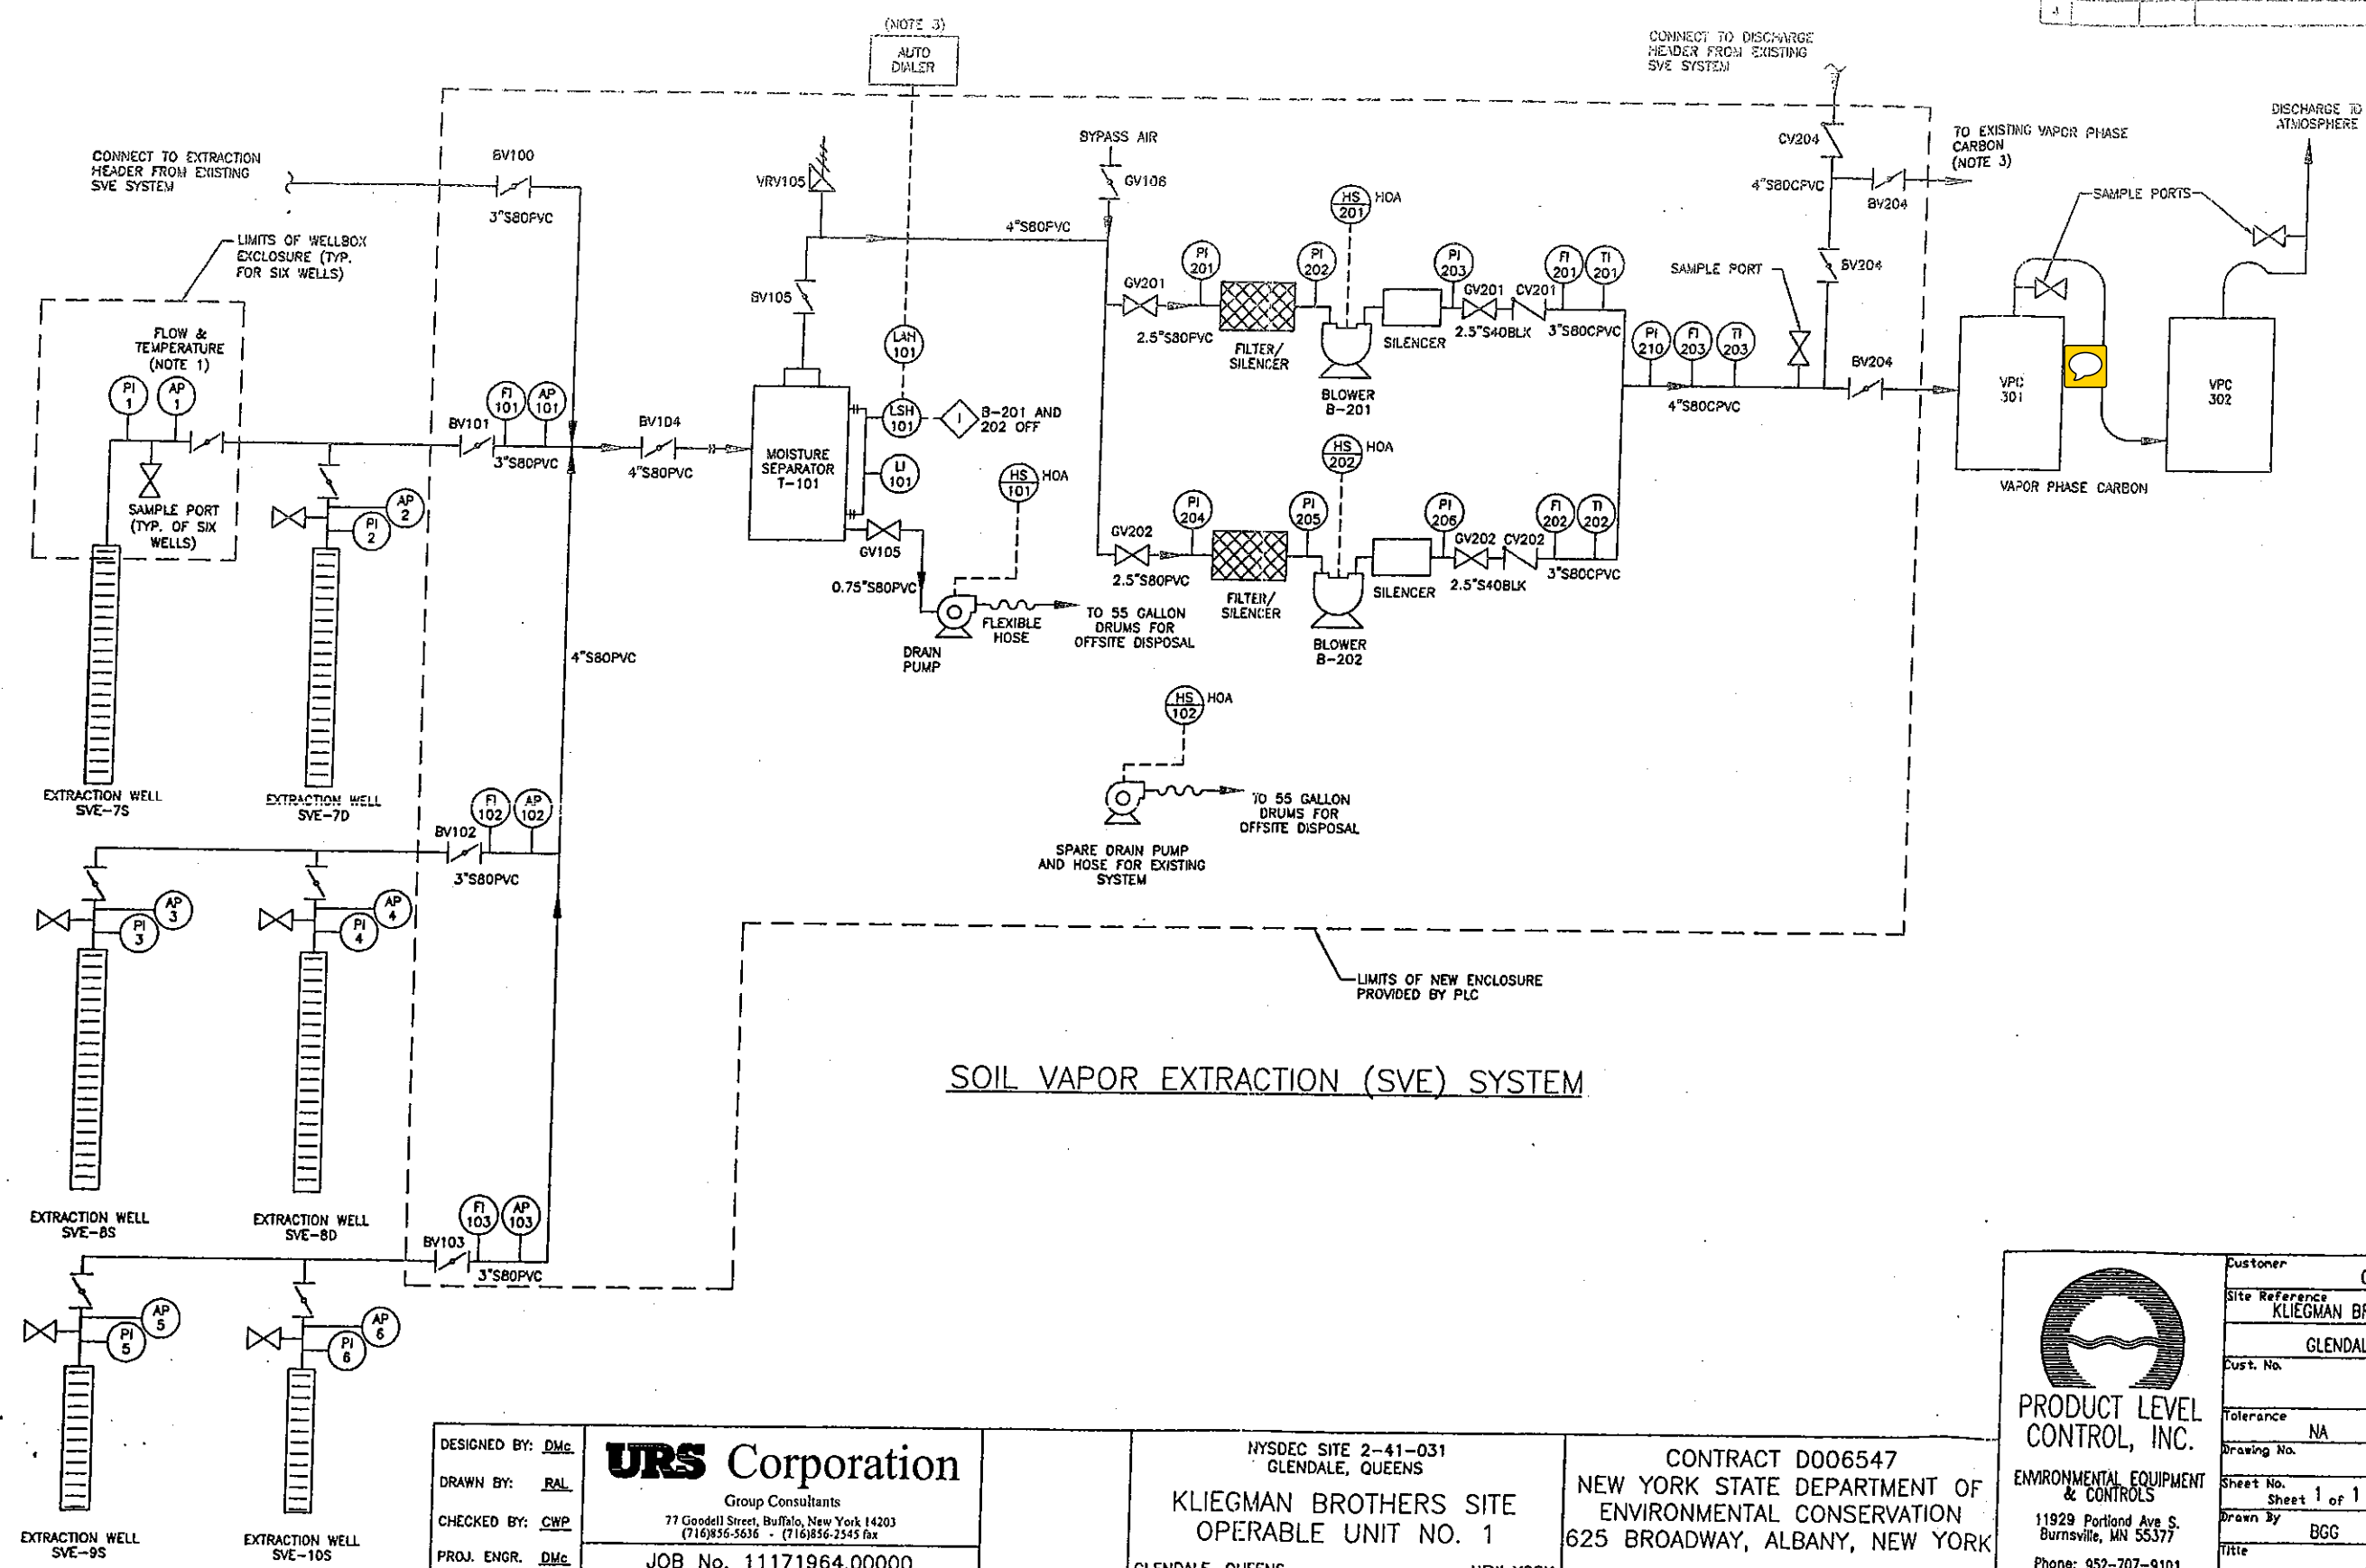 (NOTE 3)
AUTO
DIALER
CONNECT TO DISCHARGE
HEADER FROM EXISTING
SVE SYSTEM
4
DISCHARGE TO
ATMOSPHERE
CONNECT TO EXTRACTION
HEADER FROM EXISTING
SVE SYSTEM
BV100
3"S80PVC
VRV105
BYPASS AIR
GV106
4"S80PVC
HS
201
HOA
CV204
4"S80CPVC
BV204
TO EXISTING VAPOR PHASE
CARBON
(NOTE 3)
SAMPLE PORTS
LIMITS OF WELLBOX
EXCLOSURE (TYP.
FOR SIX WELLS)
BV105
PI
201
PI
202
PI
203
FI
201
TI
201
GV201
GV201
CV201
2.5"S80PVC
FILTER/
SILENCER
SILENCER
2.5"S40BLK
3"S80CPVC
BLOWER
B-201
SAMPLE PORT
BV204
FLOW &
TEMPERATURE
(NOTE 1)
PI
1
AP
1
SAMPLE PORT
(TYP. OF SIX
WELLS)
AP
2
PI
2
BV101
FI
101
AP
101
3"S80PVC
BV104
4"S80PVC
MOISTURE
SEPARATOR
T-101
LAH
101
LSH
101
I
B-201 AND
202 OFF
LI
101
HS
101
HOA
GV105
0.75"S80PVC
DRAIN
PUMP
FLEXIBLE
HOSE
TO 55 GALLON
DRUMS FOR
OFFSITE DISPOSAL
HS
202
HOA
PI
204
PI
205
PI
206
FI
202
TI
202
GV202
GV202
CV202
2.5"S80PVC
FILTER/
SILENCER
SILENCER
2.5"S40BLK
3"S80CPVC
BLOWER
B-202
PI
210
FI
203
TI
203
4"S80CPVC
BV204
VPC
301
VPC
302
VAPOR PHASE CARBON
4"S80PVC
HS
102
HOA
TO 55 GALLON
DRUMS FOR
OFFSITE DISPOSAL
SPARE DRAIN PUMP
AND HOSE FOR EXISTING
SYSTEM
EXTRACTION WELL
SVE-7S
EXTRACTION WELL
SVE-7D
BV102
FI
102
AP
102
3"S80PVC
AP
3
PI
3
AP
4
PI
4
LIMITS OF NEW ENCLOSURE
PROVIDED BY PLC
SOIL VAPOR EXTRACTION (SVE) SYSTEM
EXTRACTION WELL
SVE-8S
EXTRACTION WELL
SVE-8D
BV103
FI
103
AP
103
3"S80PVC
AP
5
PI
5
AP
6
PI
6
EXTRACTION WELL
SVE-9S
EXTRACTION WELL
SVE-10S
DESIGNED BY: DMc
DRAWN BY: RAL
CHECKED BY: CWP
PROJ. ENGR. DMc
URS Corporation
Group Consultants
77 Goodell Street, Buffalo, New York 14203
(716)856-5636 - (716)856-2545 fax
JOB No. 11171964.00000
NYSDEC SITE 2-41-031
GLENDALE, QUEENS
KLIEGMAN BROTHERS SITE
OPERABLE UNIT NO. 1
GLENDALE, QUEENS NEW YORK
CONTRACT D006547
NEW YORK STATE DEPARTMENT OF
ENVIRONMENTAL CONSERVATION
625 BROADWAY, ALBANY, NEW YORK
PRODUCT LEVEL
CONTROL, INC.
ENVIRONMENTAL EQUIPMENT
& CONTROLS
11929 Portland Ave S.
Burnsville, MN 55377
Phone: 952-707-9101
Customer
Site Reference
KLIEGMAN BR
GLENDAL
Cust. No.
Tolerance
NA
Drawing No.
Sheet No.
Sheet 1 of 1
Drawn By
BGG
Title